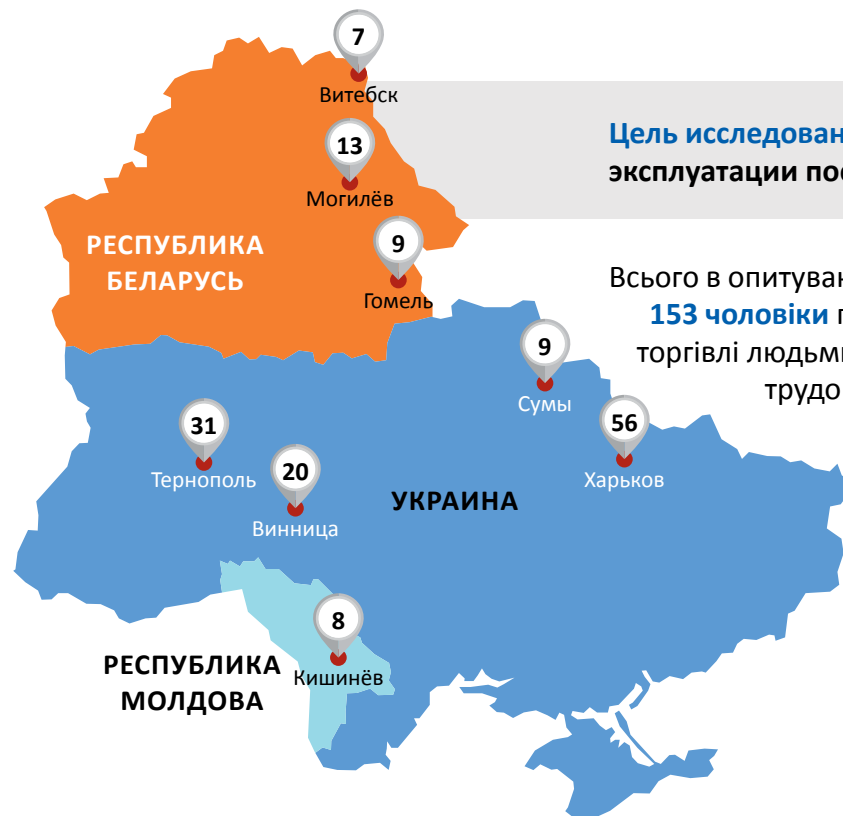 7
Витебск
13
Могилёв
9
Гомель
РЕСПУБЛИКА
БЕЛАРУСЬ
Цель исследован
эксплуатации пос
Всього в опитуван
153 чоловіки п
торгівлі людьми
трудо
9
Сумы
56
Харьков
31
Тернополь
20
Винница
УКРАИНА
8
Кишинёв
РЕСПУБЛИКА
МОЛДОВА